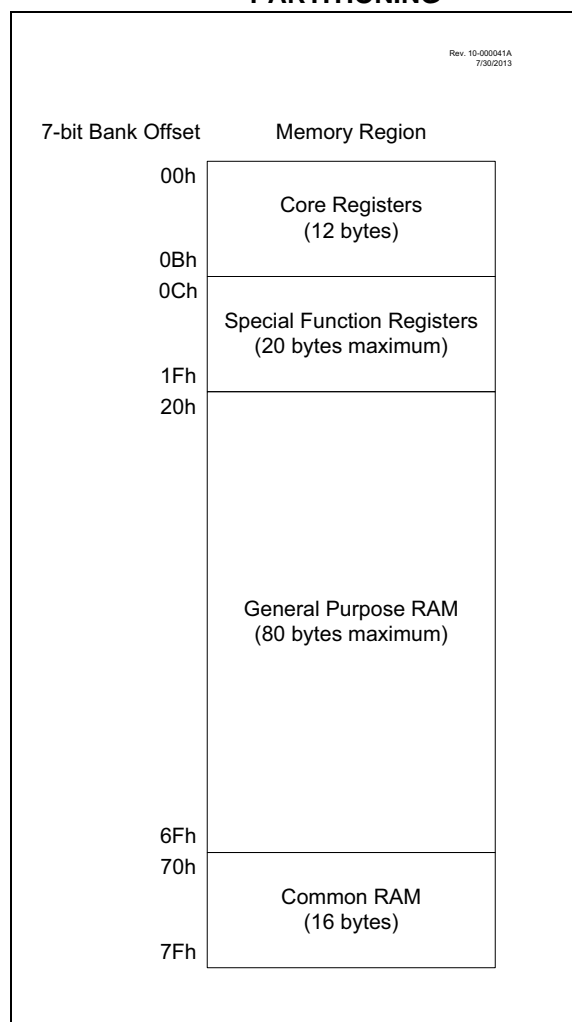 PARTITIONING
Rev. 10-000041A
7/30/2013
7-bit Bank Offset Memory Region
00h
Core Registers
(12 bytes)
0Bh
0Ch
Special Function Registers
(20 bytes maximum)
1Fh
20h
General Purpose RAM
(80 bytes maximum)
6Fh
70h
Common RAM
(16 bytes)
7Fh